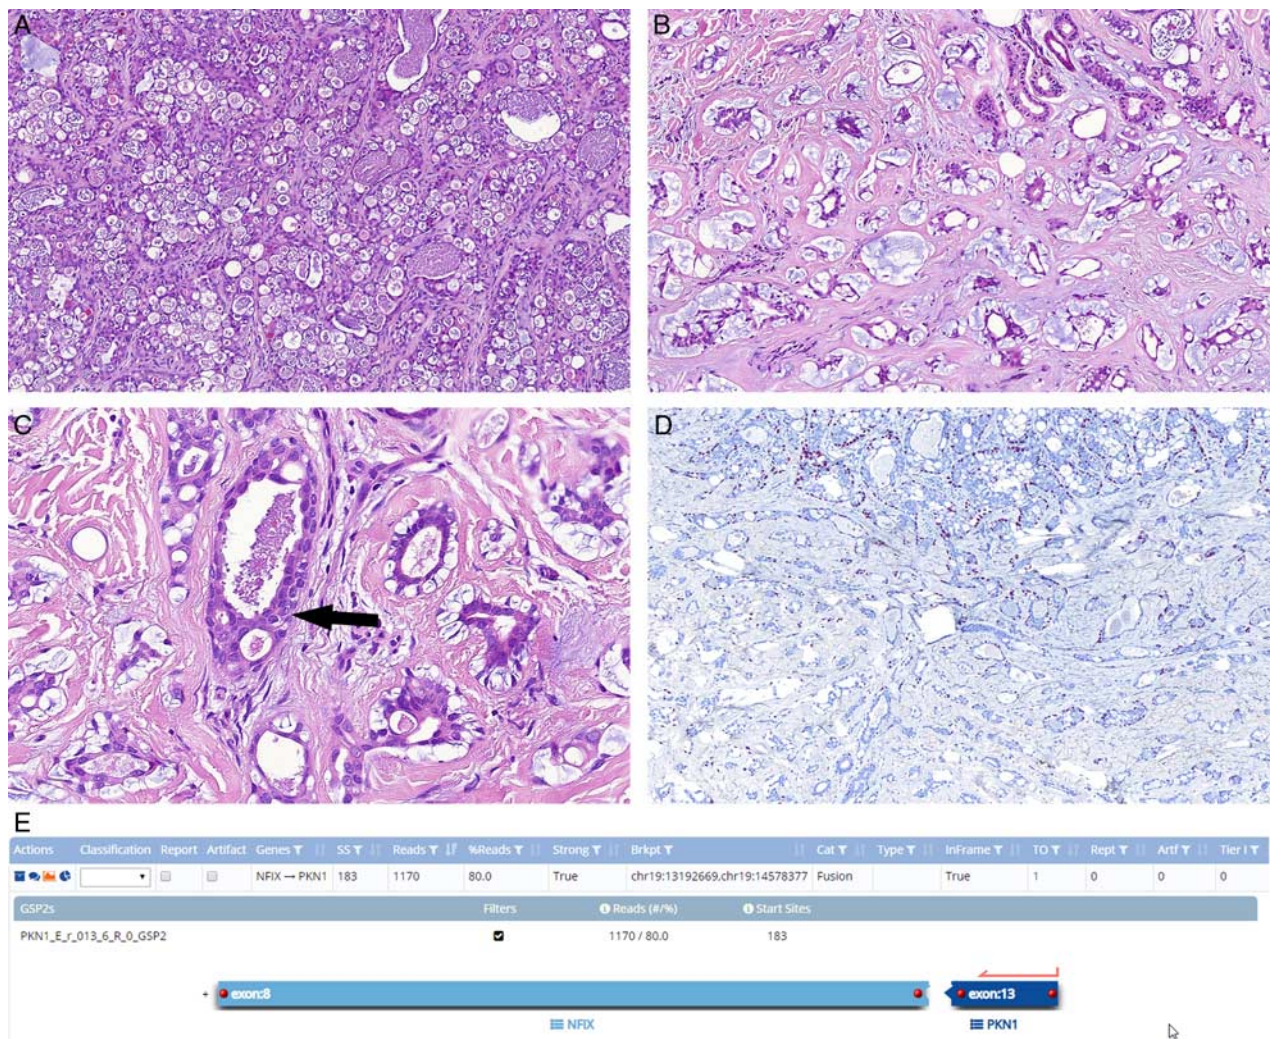 A
B
C
D
E
Actions Classification Report Artifact Genes SS Reads %Reads Strong Brkpt Cat Type InFrame TO Rept Artf Tier I
NFIX → PKN1 183 1170 80.0 True chr19:13192669,chr19:14578377 Fusion True 1 0 0 0
GSP2s Filters Reads (#/%) Start Sites
PKN1_E_r_013_6_R_0_GSP2 1170 / 80.0 183
+ exon:8 exon:13
NFIX PKN1